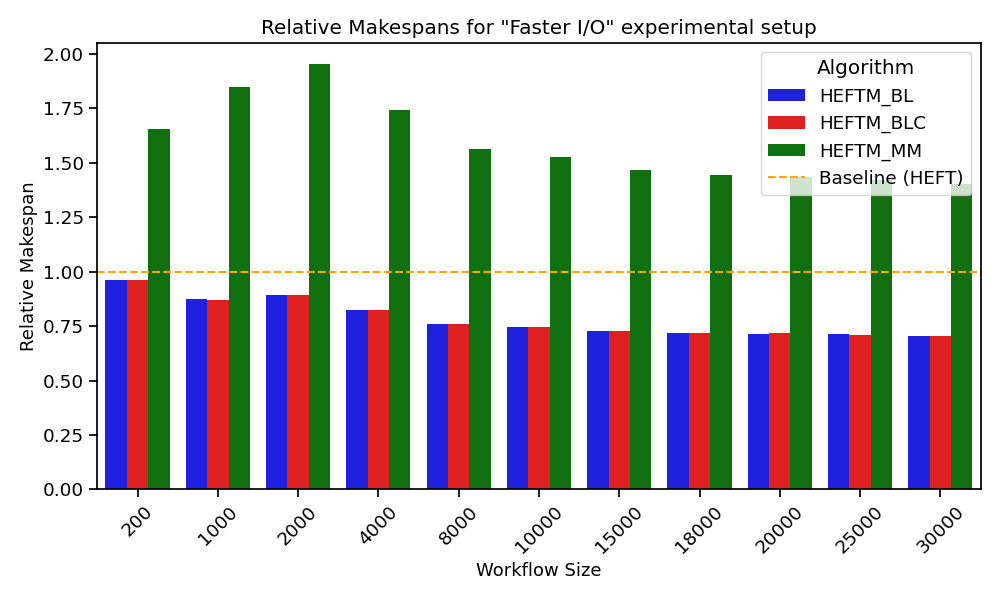 Relative Makespans for "Faster I/O" experimental setup
2.00
1.75
1.50
1.25
1.00
0.75
0.50
0.25
0.00
Relative Makespan
Algorithm
HEFTM_BL
HEFTM_BLC
HEFTM_MM
Baseline (HEFT)
200
1000
2000
4000
8000
10000
15000
18000
20000
25000
30000
Workflow Size